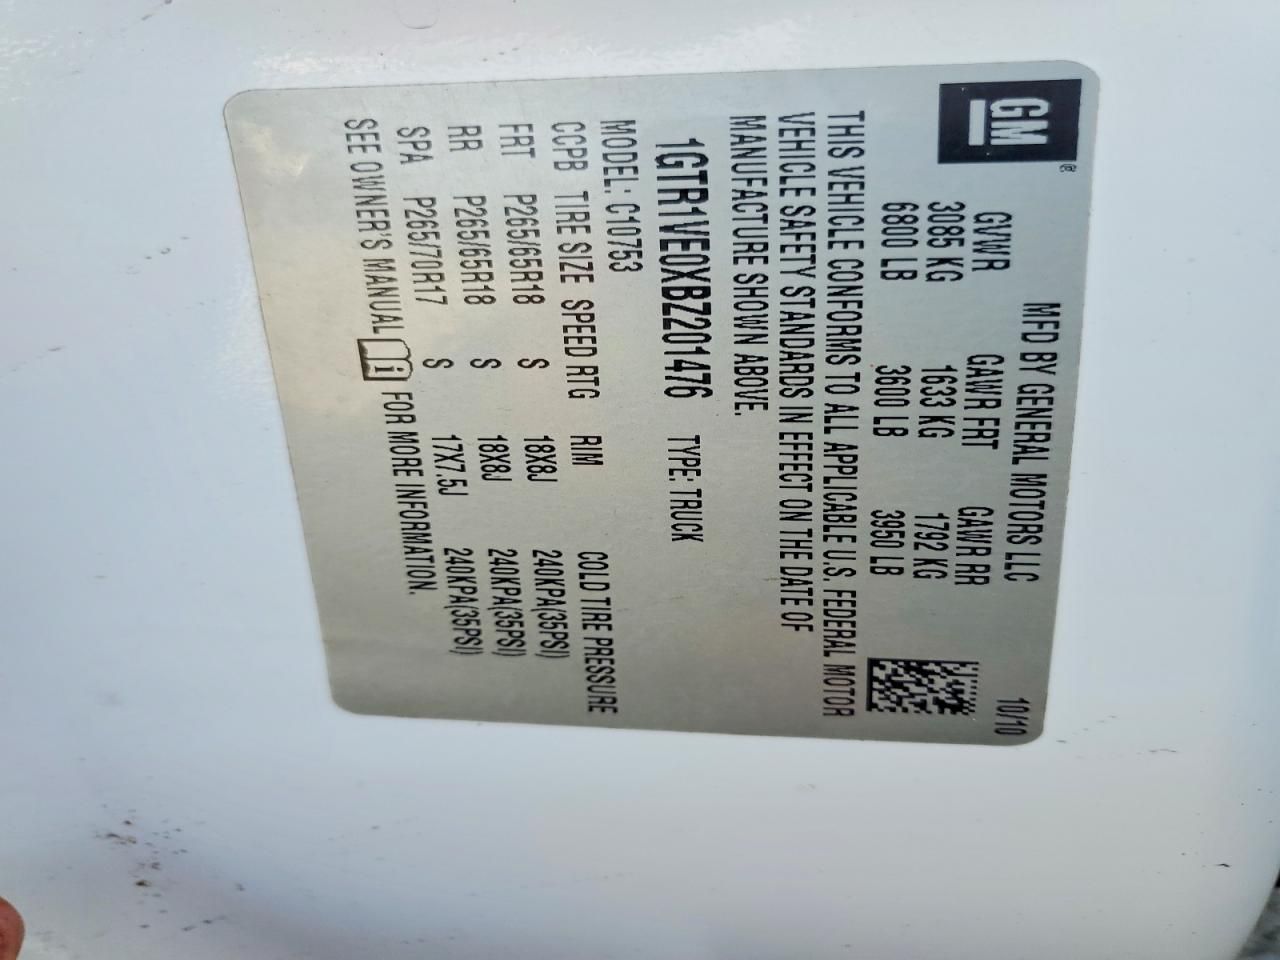 GM®
MFD BY GENERAL MOTORS LLC 10/10
GVWR GAWR FRT GAWR RR
3085 KG 1633 KG 1792 KG
6800 LB 3600 LB 3950 LB
THIS VEHICLE CONFORMS TO ALL APPLICABLE U.S. FEDERAL MOTOR
VEHICLE SAFETY STANDARDS IN EFFECT ON THE DATE OF
MANUFACTURE SHOWN ABOVE.
1GTR1VE0XBZ201476 TYPE: TRUCK
MODEL: C10753
CCPB TIRE SIZE SPEED RTG RIM COLD TIRE PRESSURE
FRT P265/65R18 S 18X8J 240KPA(35PSI)
RR P265/65R18 S 18X8J 240KPA(35PSI)
SPA P265/70R17 S 17X7.5J 240KPA(35PSI)
SEE OWNER'S MANUAL i FOR MORE INFORMATION.